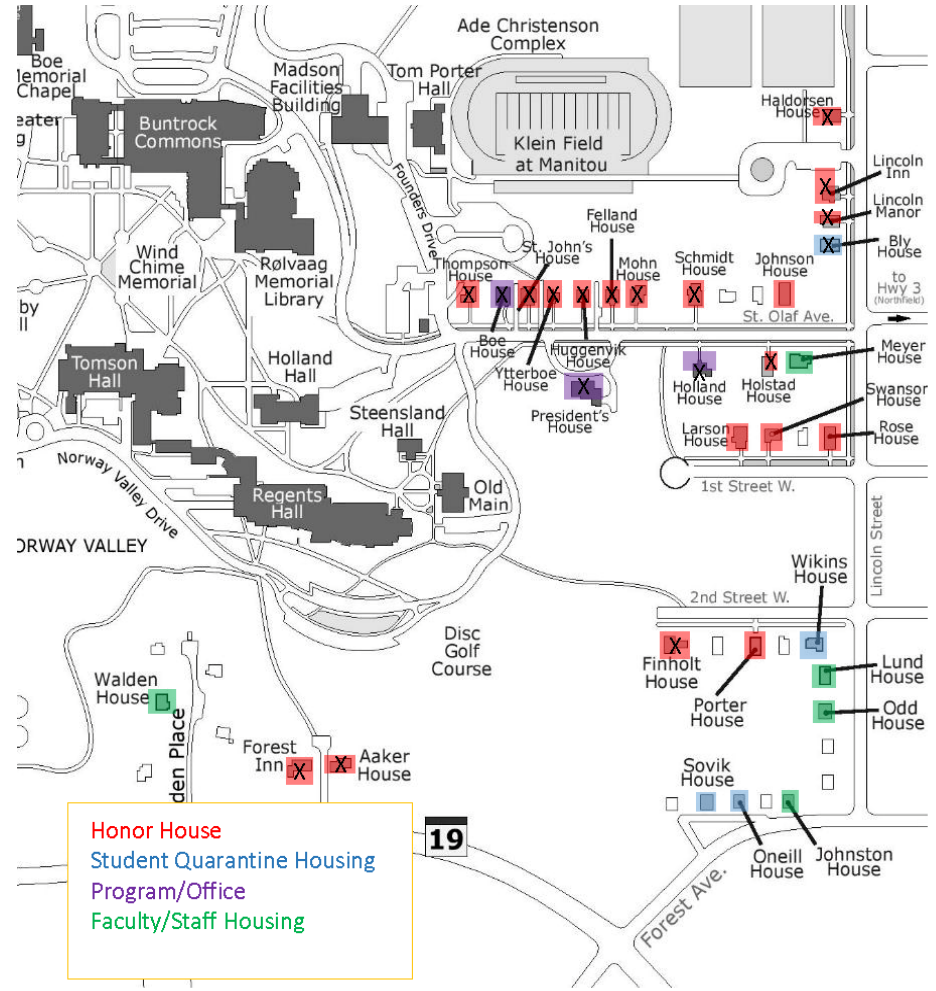 Ade Christenson
Complex
Boe
Memorial
Chapel
Madson
Facilities
Building
Tom Porter
Hall
Haldorsen
House
Buntrock
Commons
Klein Field
at Manitou
Lincoln
Inn
Founders Drive
Lincoln
Manor
Felland
House
Bly
House
Wind
Chime
Memorial
Rølvaag
Memorial
Library
Thompson
House
St. John's
House
Mohn
House
Schmidt
House
Johnson
House
to
Hwy 3
(Northfield)
St. Olaf Ave.
Boe
House
Ytterboe
House
Huggenvik
House
Meyer
House
Tomson
Hall
Holland
Hall
Holland
House
Holstad
House
Swanson
House
Steensland
Hall
President's
House
Larson
House
Rose
House
1st Street W.
Norway Valley Drive
Regents
Hall
Old
Main
Lincoln Street
ORWAY VALLEY
Wikins
House
2nd Street W.
Disc
Golf
Course
Finholt
House
Porter
House
Lund
House
Odd
House
Walden
House
den Place
Forest
Inn
Aaker
House
Sovik
House
Oneill
House
Johnston
House
Forest Ave.
19
Honor House
Student Quarantine Housing
Program/Office
Faculty/Staff Housing